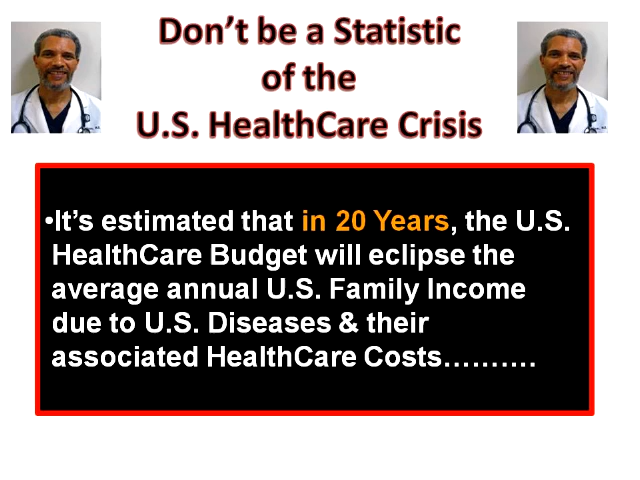 Don't be a Statistic
of the
U.S. HealthCare Crisis
•It's estimated that in 20 Years, the U.S.
HealthCare Budget will eclipse the
average annual U.S. Family Income
due to U.S. Diseases & their
associated HealthCare Costs……….